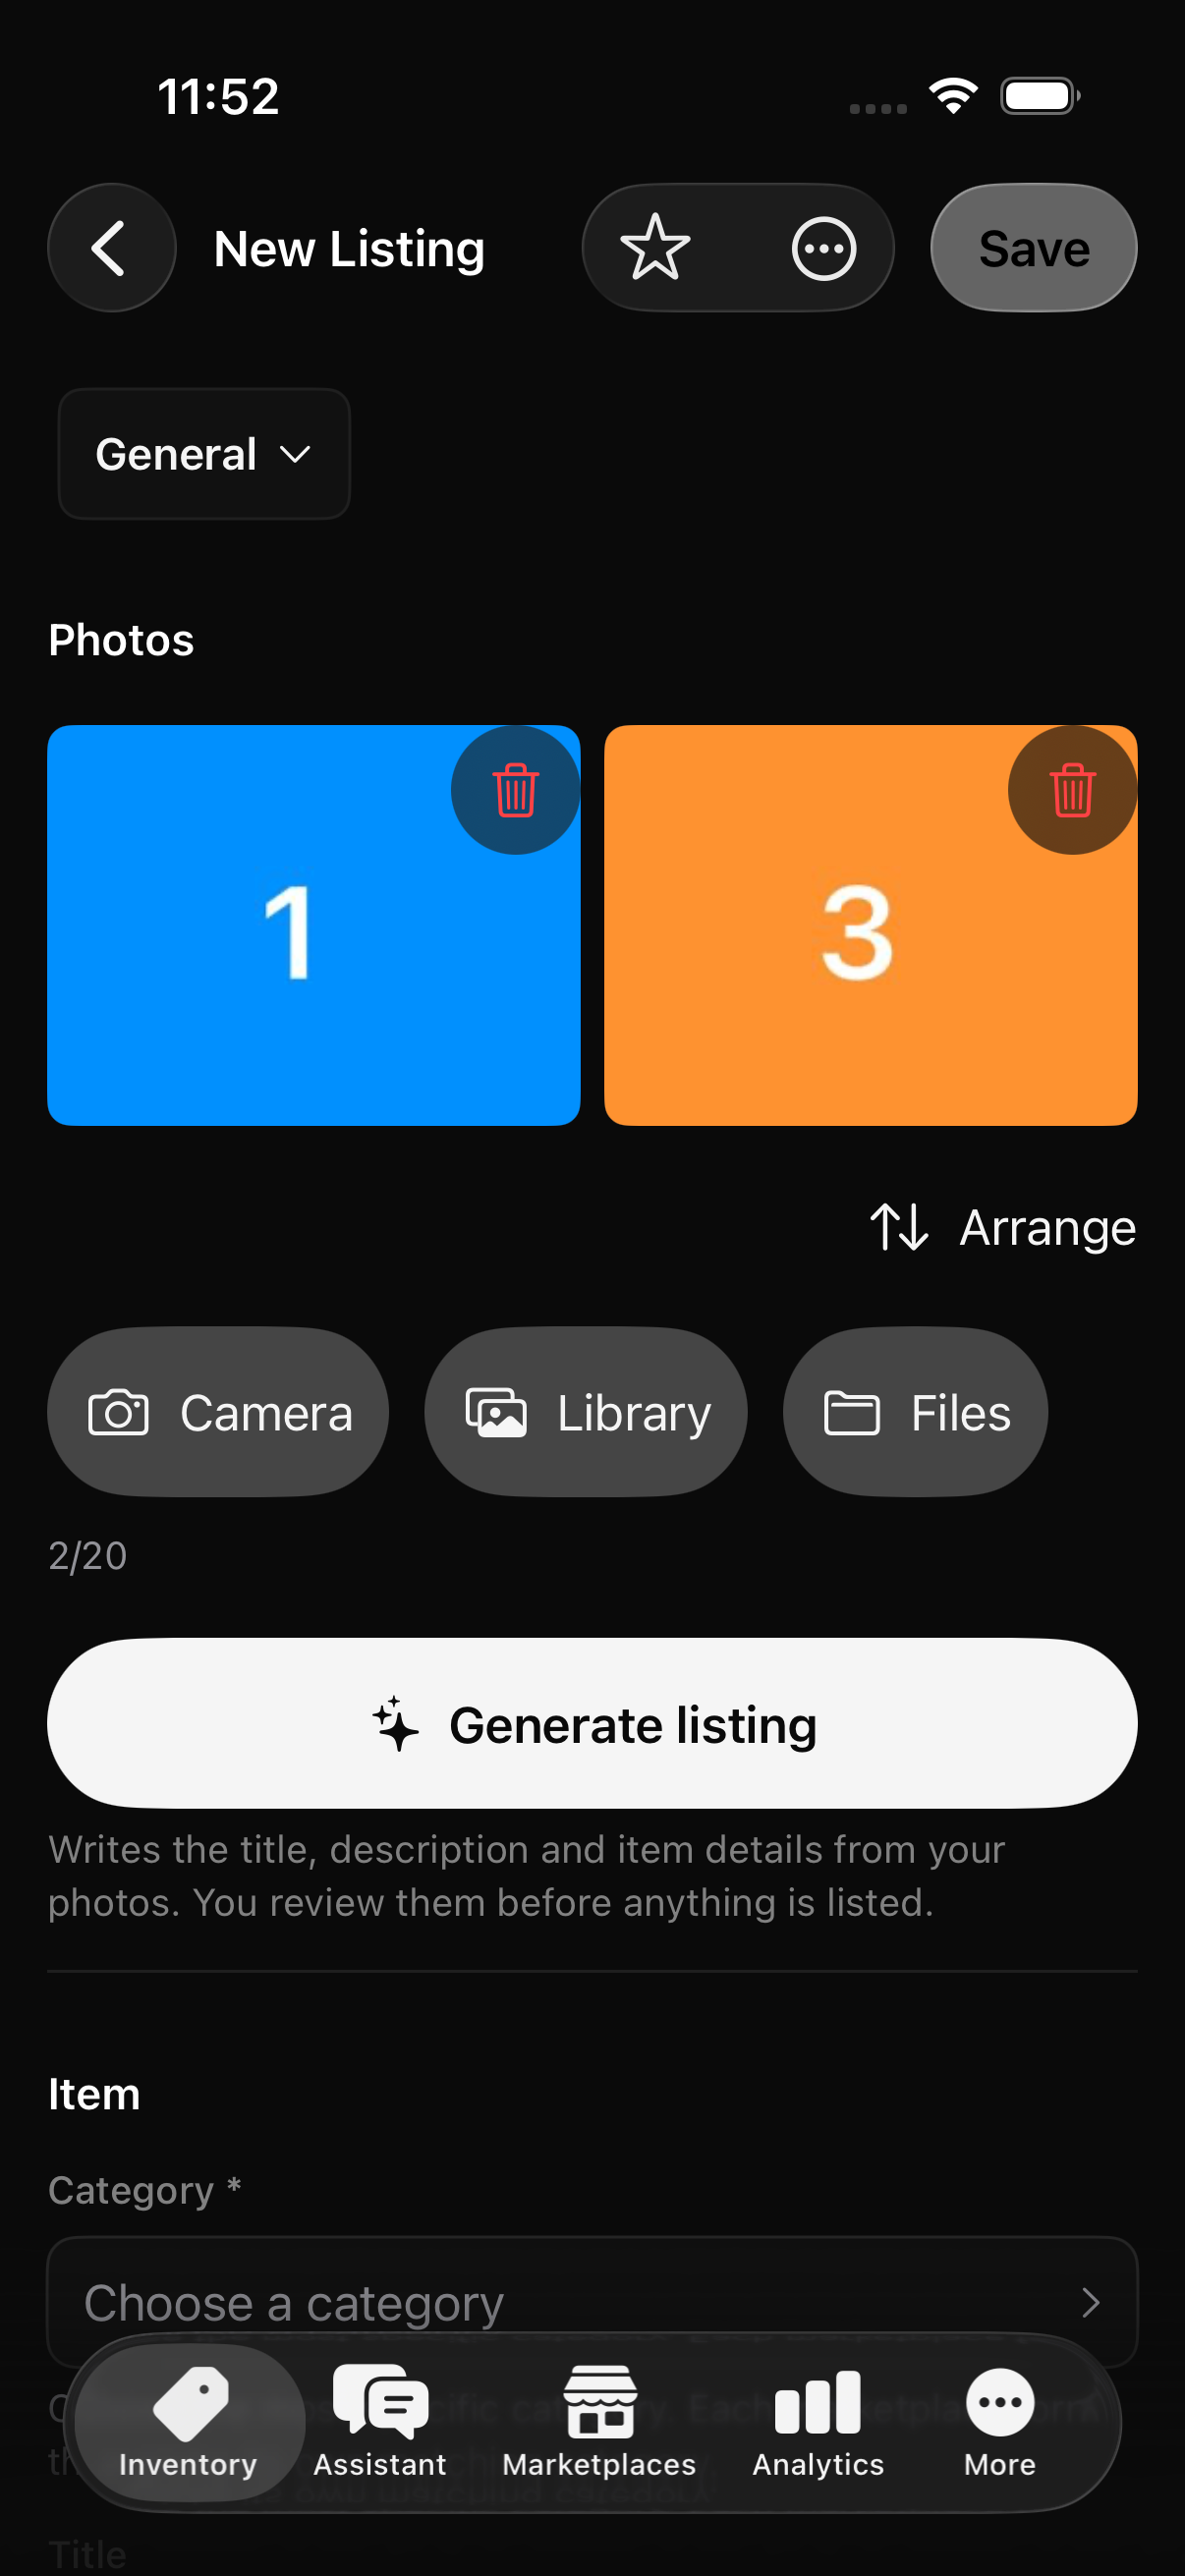 11:52
New Listing
Save
General
Photos
1
3
Arrange
Camera
Library
Files
2/20
Generate listing
Writes the title, description and item details from your
photos. You review them before anything is listed.
Item
Category *
Choose a category
Inventory
Assistant
Marketplaces
Analytics
More
Title